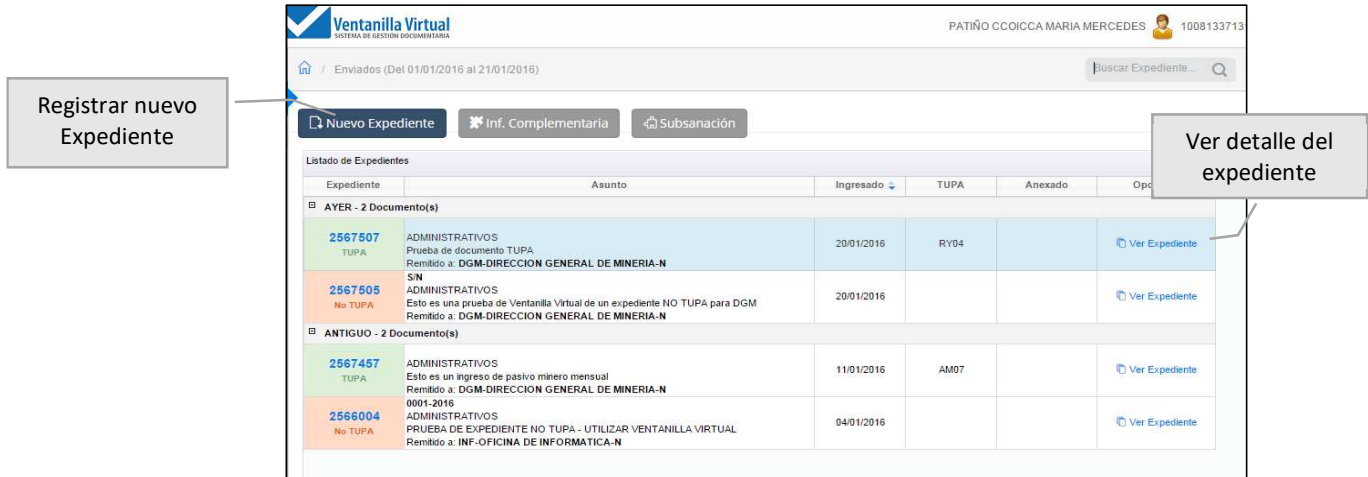 Ventanilla Virtual
SISTEMA DE GESTIÓN DOCUMENTARIA
PATIÑO CCOICCA MARIA MERCEDES
1008133713
/ Enviados (Del 01/01/2016 al 21/01/2016)
Buscar Expediente...
Registrar nuevo
Expediente
Nuevo Expediente
Inf. Complementaria
Subsanación
Ver detalle del
expediente
Listado de Expedientes
Expediente Asunto Ingresado TUPA Anexado
AYER - 2 Documento(s)
2567507
TUPA
ADMINISTRATIVOS
Prueba de documento TUPA
Remitido a: DGM-DIRECCION GENERAL DE MINERIA-N
20/01/2016
RY04
Ver Expediente
2567505
No TUPA
S/N
ADMINISTRATIVOS
Esto es una prueba de Ventanilla Virtual de un expediente NO TUPA para DGM
Remitido a: DGM-DIRECCION GENERAL DE MINERIA-N
20/01/2016
Ver Expediente
ANTIGUO - 2 Documento(s)
2567457
TUPA
ADMINISTRATIVOS
Esto es un ingreso de pasivo minero mensual
Remitido a: DGM-DIRECCION GENERAL DE MINERIA-N
11/01/2016
AM07
Ver Expediente
2566004
No TUPA
0001-2016
ADMINISTRATIVOS
PRUEBA DE EXPEDIENTE NO TUPA - UTILIZAR VENTANILLA VIRTUAL
Remitido a: INF-OFICINA DE INFORMATICA-N
04/01/2016
Ver Expediente